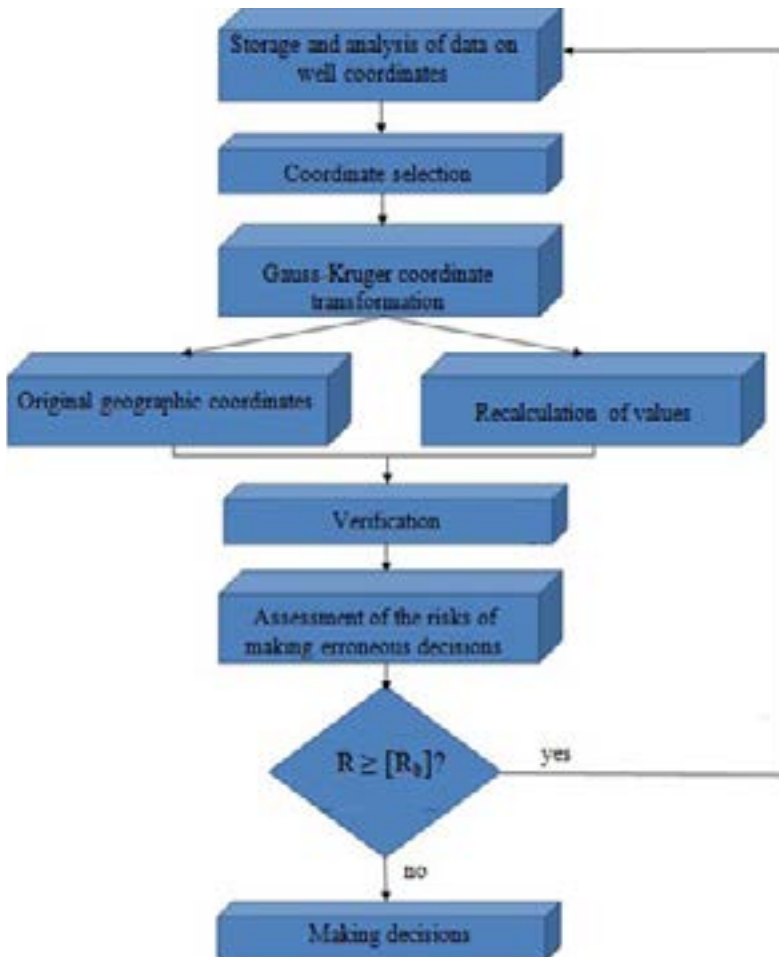 Storage and analysis of data on
well coordinates
Coordinate selection
Gauss-Kruger coordinate
transformation
Original geographic coordinates
Recalculation of values
Verification
Assessment of the risks of
making erroneous decisions
R ≥ [R]?
yes
no
Making decisions